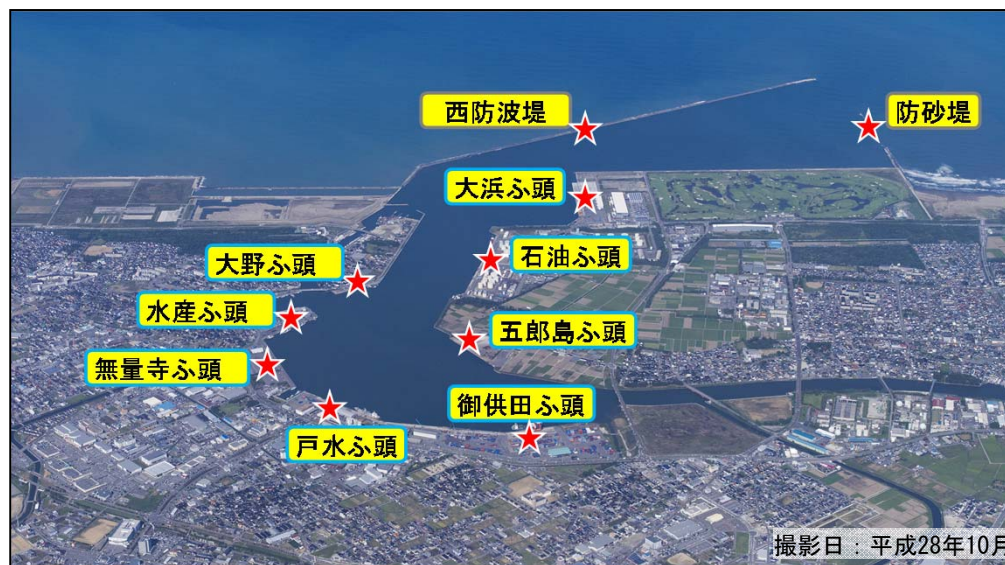 西防波堤
防砂堤
大浜ふ頭
大野ふ頭
石油ふ頭
水産ふ頭
五郎島ふ頭
無量寺ふ頭
御供田ふ頭
戸水ふ頭
撮影日：平成28年10月